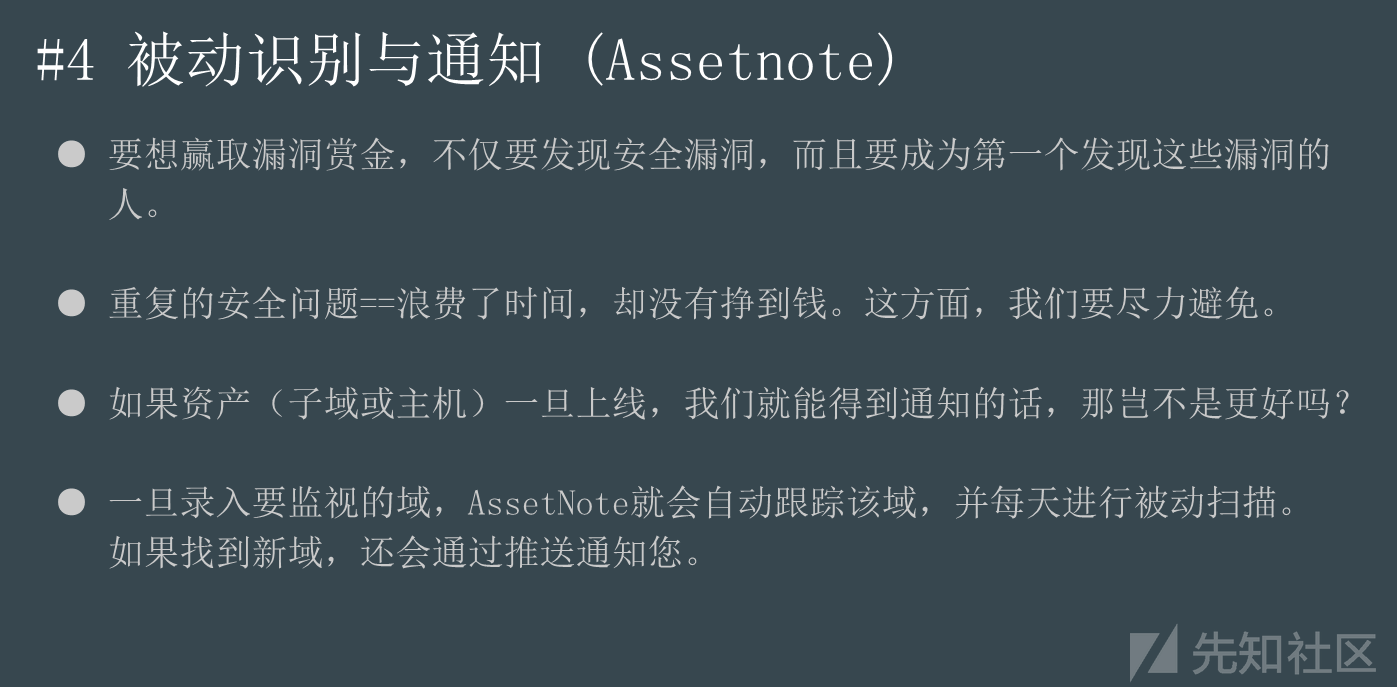 #4 被动识别与通知 (Assetnote)
● 要想赢取漏洞赏金，不仅要发现安全漏洞，而且要成为第一个发现这些漏洞的
人。
● 重复的安全问题==浪费了时间，却没有挣到钱。这方面，我们要尽力避免。
● 如果资产（子域或主机）一旦上线，我们就能得到通知的话，那岂不是更好吗？
● 一旦录入要监视的域，AssetNote就会自动跟踪该域，并每天进行被动扫描。
如果找到新域，还会通过推送通知您。
先知社区